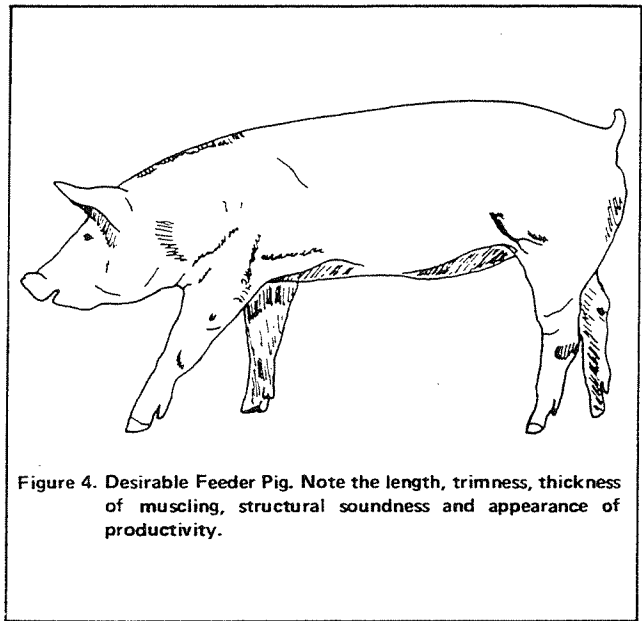 Figure 4. Desirable Feeder Pig. Note the length, trimness, thickness
of muscling, structural soundness and appearance of
productivity.